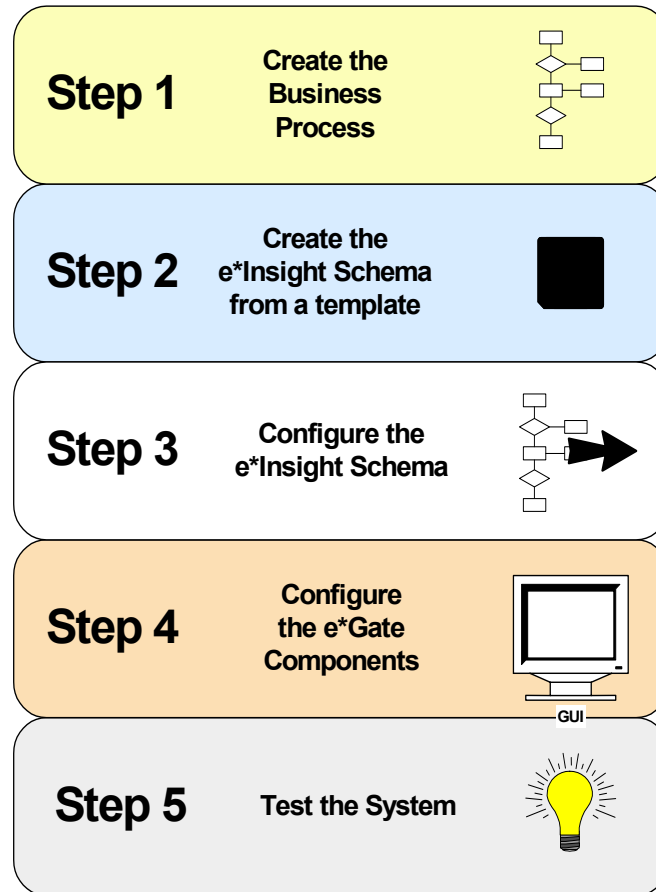 Step 1
Create the
Business
Process
Step 2
Create the
e*Insight Schema
from a template
Step 3
Configure the
e*Insight Schema
Step 4
Configure
the e*Gate
Components
GUI
Step 5
Test the System